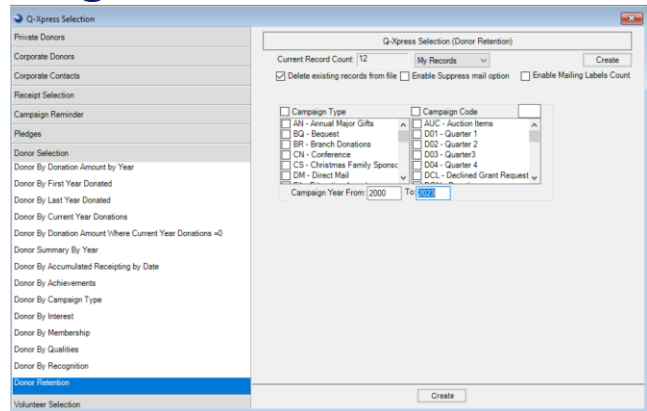 Q-Xpress Selection
Private Donors
Corporate Donors
Corporate Contacts
Receipt Selection
Campaign Reminder
Pledges
Donor Selection
Donor By Donation Amount by Year
Donor By First Year Donated
Donor By Last Year Donated
Donor By Current Year Donations
Donor By Donation Amount Where Current Year Donations =0
Donor Summary By Year
Donor By Accumulated Receipting by Date
Donor By Achievements
Donor By Campaign Type
Donor By Interest
Donor By Membership
Donor By Qualities
Donor By Recognition
Donor Retention
Volunteer Selection
Q-Xpress Selection (Donor Retention)
Current Record Count: 12 My Records Create
Delete existing records from file Enable Suppress mail option Enable Mailing Labels Count
Campaign Type
AN - Annual Major Gifts
BQ - Bequest
BR - Branch Donations
CN - Conference
CS - Christmas Family Sponsc
DM - Direct Mail
Campaign Code
AUC - Auction Items
D01 - Quarter 1
D02 - Quarter 2
D03 - Quarter3
D04 - Quarter 4
DCL - Declined Grant Request
Campaign Year From: 2000 To: 2023
Create